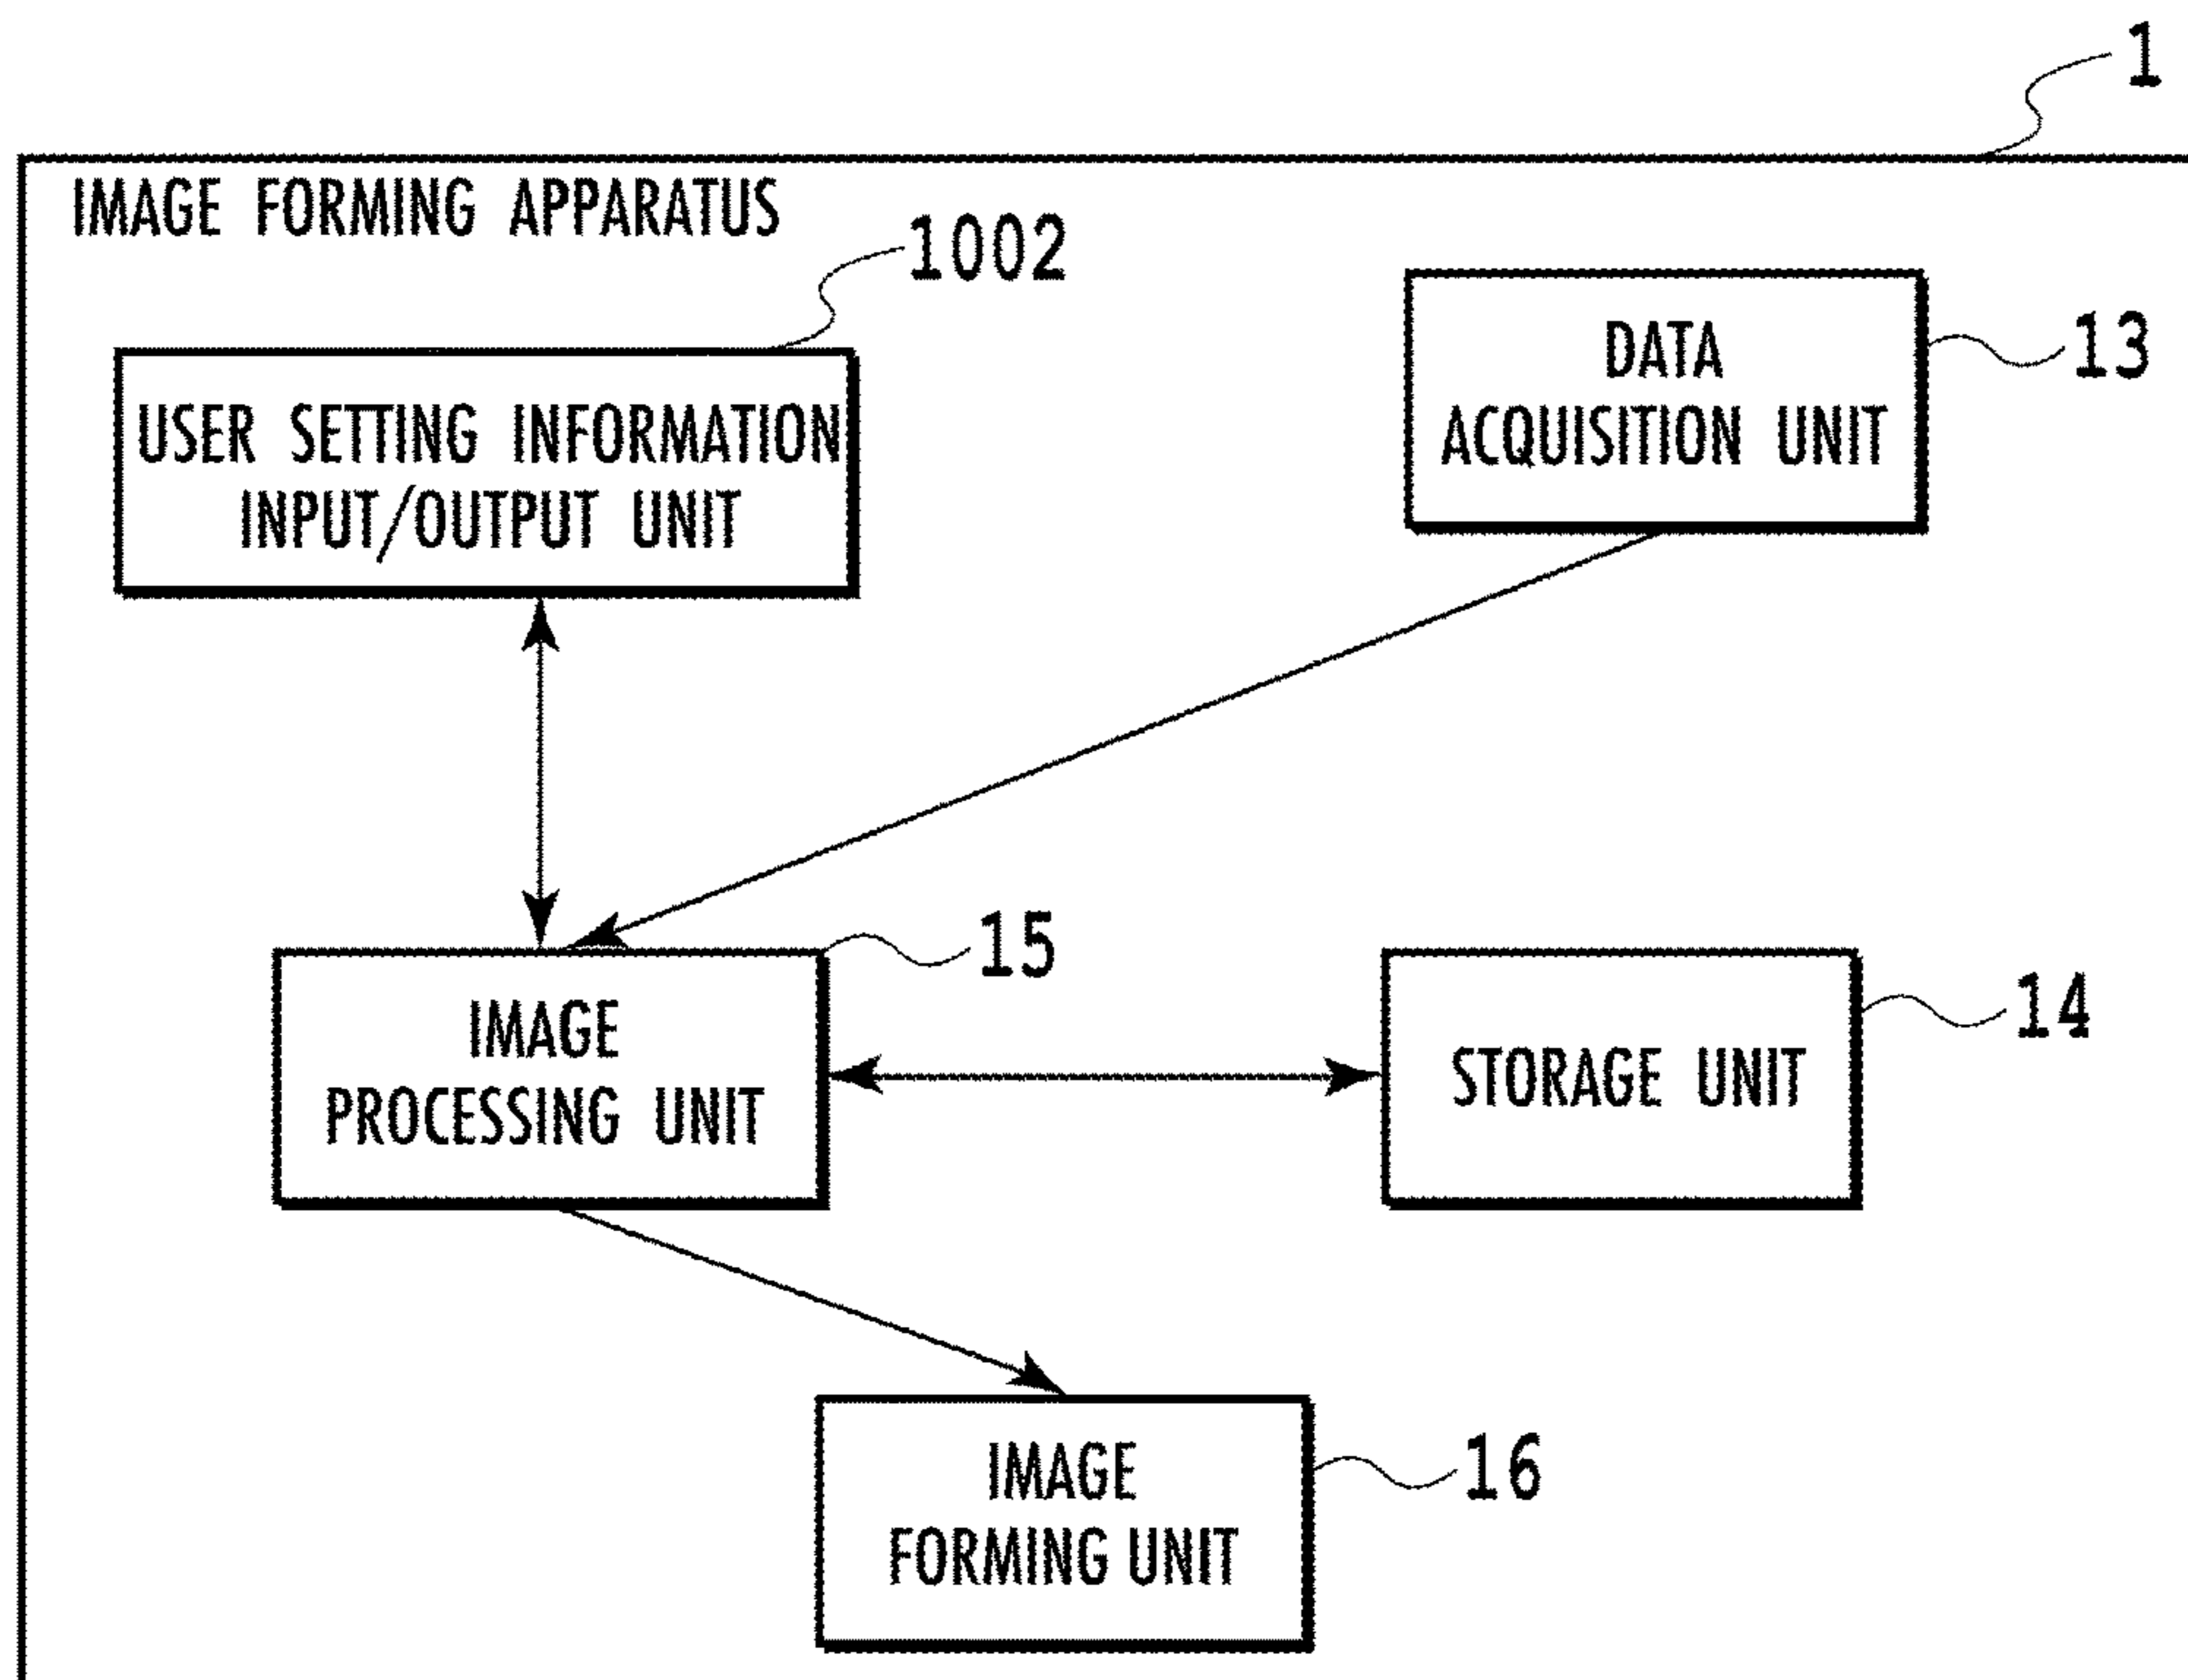 1
IMAGE FORMING APPARATUS
1002
USER SETTING INFORMATION
INPUT/OUTPUT UNIT
DATA
ACQUISITION UNIT
13
15
IMAGE
PROCESSING UNIT
STORAGE UNIT
14
IMAGE
FORMING UNIT
16